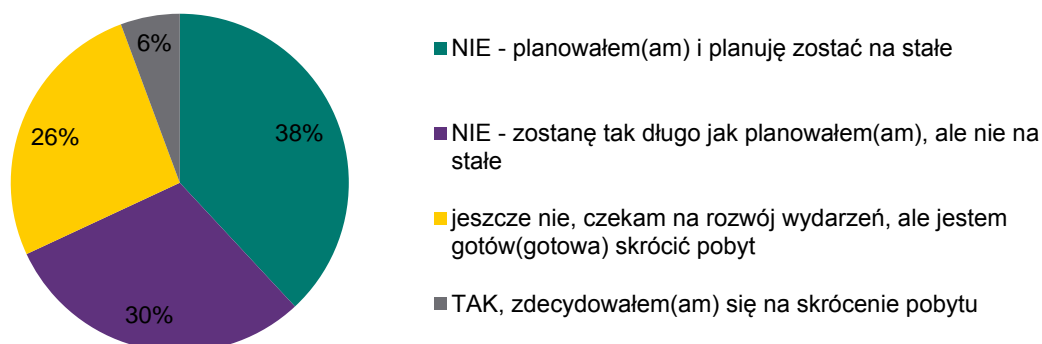 6%
38%
26%
30%
NIE - planowałem(am) i planuję zostać na stałe
NIE - zostanę tak długo jak planowałem(am), ale nie na
stałe
jeszcze nie, czekam na rozwój wydarzeń, ale jestem
gotów(gotowa) skrócić pobyt
TAK, zdecydowałem(am) się na skrócenie pobytu